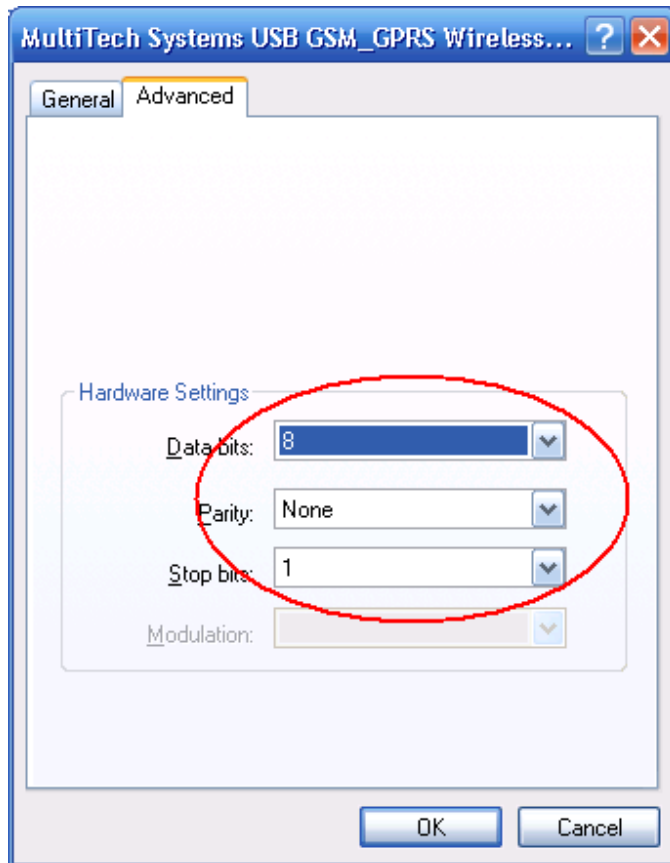 MultiTech Systems USB GSM_GPRS Wireless...
General
Advanced
Hardware Settings
Data bits: 8
Parity: None
Stop bits: 1
Modulation:
OK
Cancel